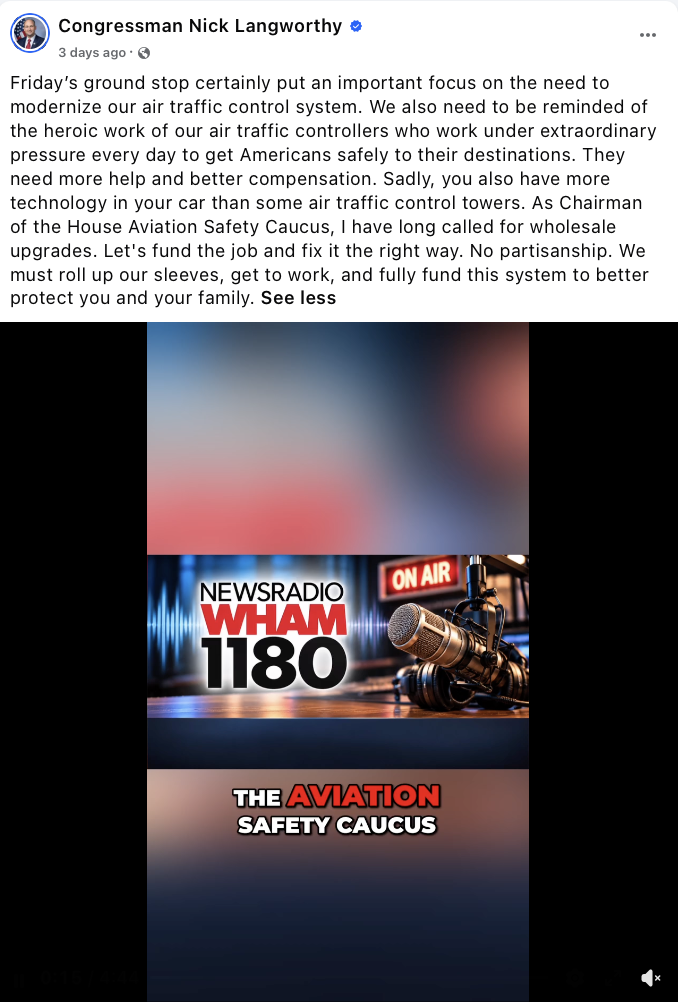 Congressman Nick Langworthy
3 days ago ·
Friday's ground stop certainly put an important focus on the need to
modernize our air traffic control system. We also need to be reminded of
the heroic work of our air traffic controllers who work under extraordinary
pressure every day to get Americans safely to their destinations. They
need more help and better compensation. Sadly, you also have more
technology in your car than some air traffic control towers. As Chairman
of the House Aviation Safety Caucus, I have long called for wholesale
upgrades. Let's fund the job and fix it the right way. No partisanship. We
must roll up our sleeves, get to work, and fully fund this system to better
protect you and your family. See less
ON AIR
NEWSRADIO
WHAM
1180
THE AVIATION
SAFETY CAUCUS